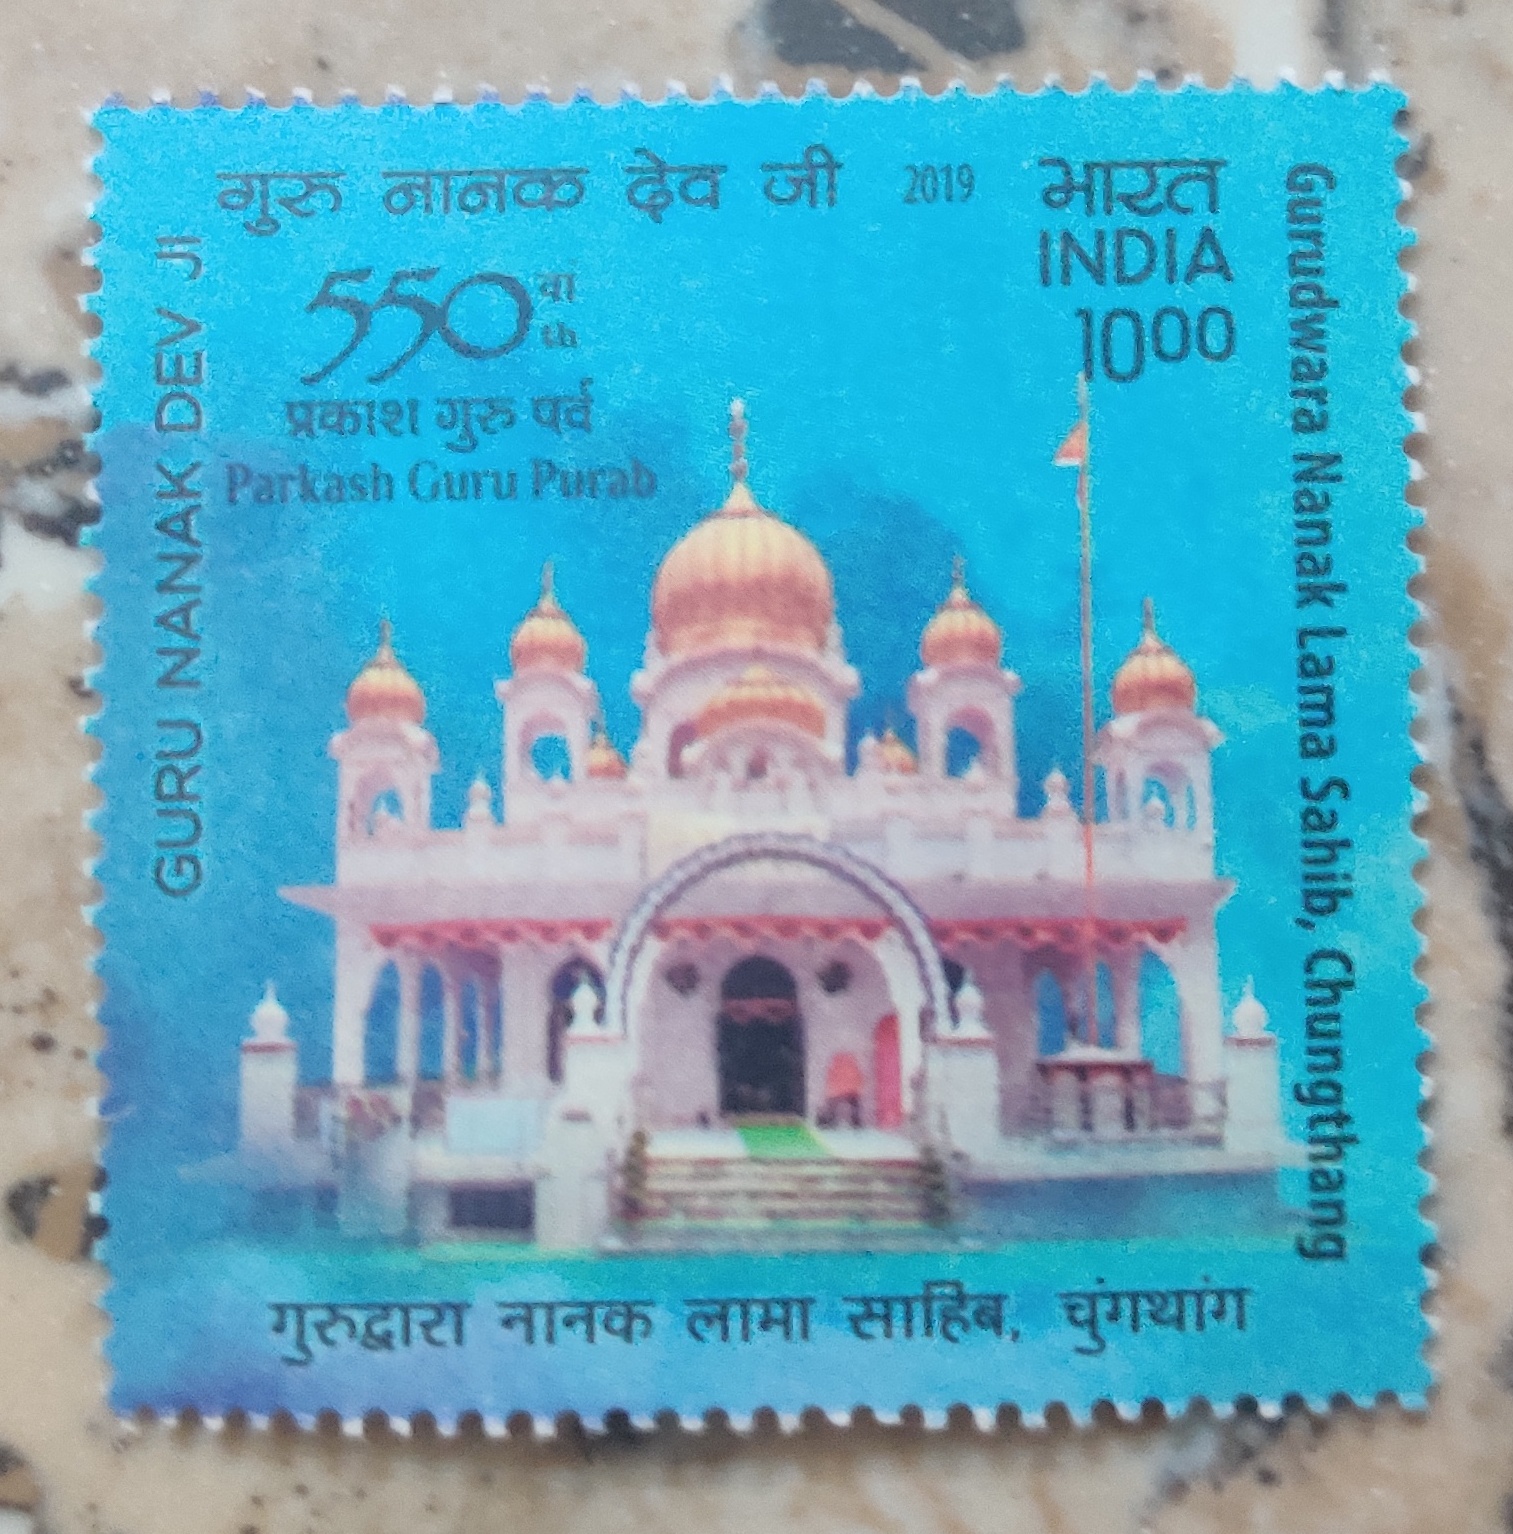 गुरु नानक देव जी 2019
भारत
INDIA
1000
GURU NANAK DEV JI
550 वा th
प्रकाश गुरु पर्व
Parkash Guru Purab
Gurudwara Nanak Lama Sahib, Chungthang
गुरुद्वारा नानक लामा साहिब, चुंगथांग